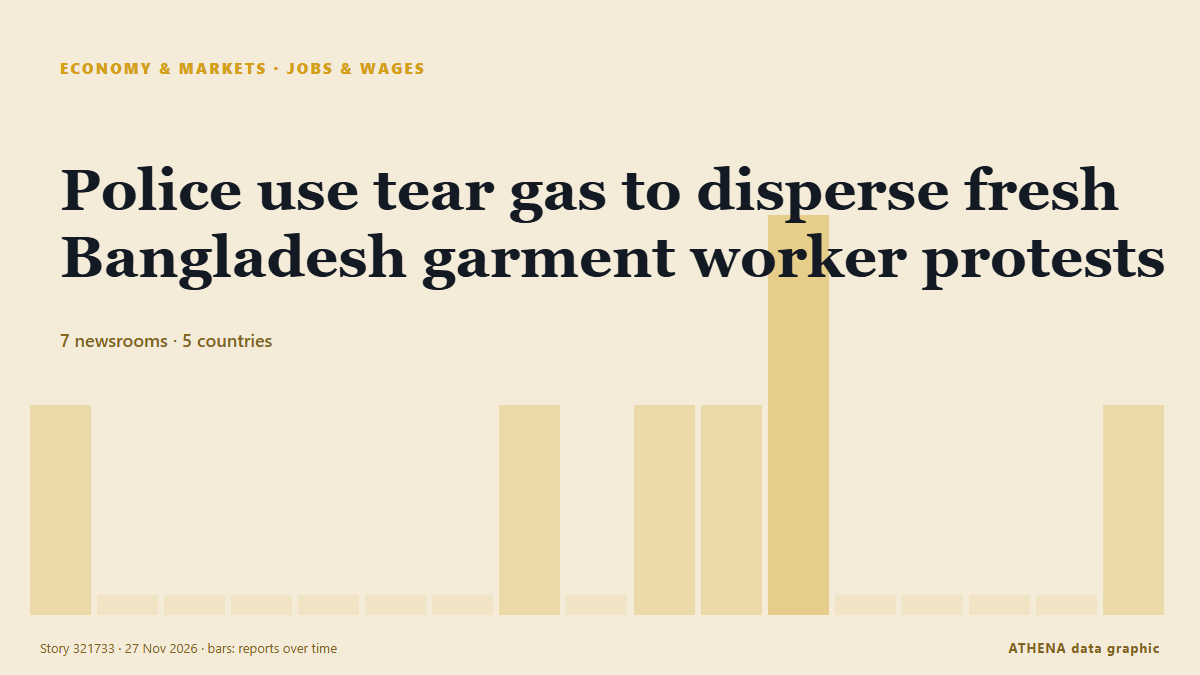 ECONOMY & MARKETS · JOBS & WAGES
Police use tear gas to disperse fresh
Bangladesh garment worker protests
7 newsrooms · 5 countries
Story 321733 · 27 Nov 2026 · bars: reports over time
ATHENA data graphic